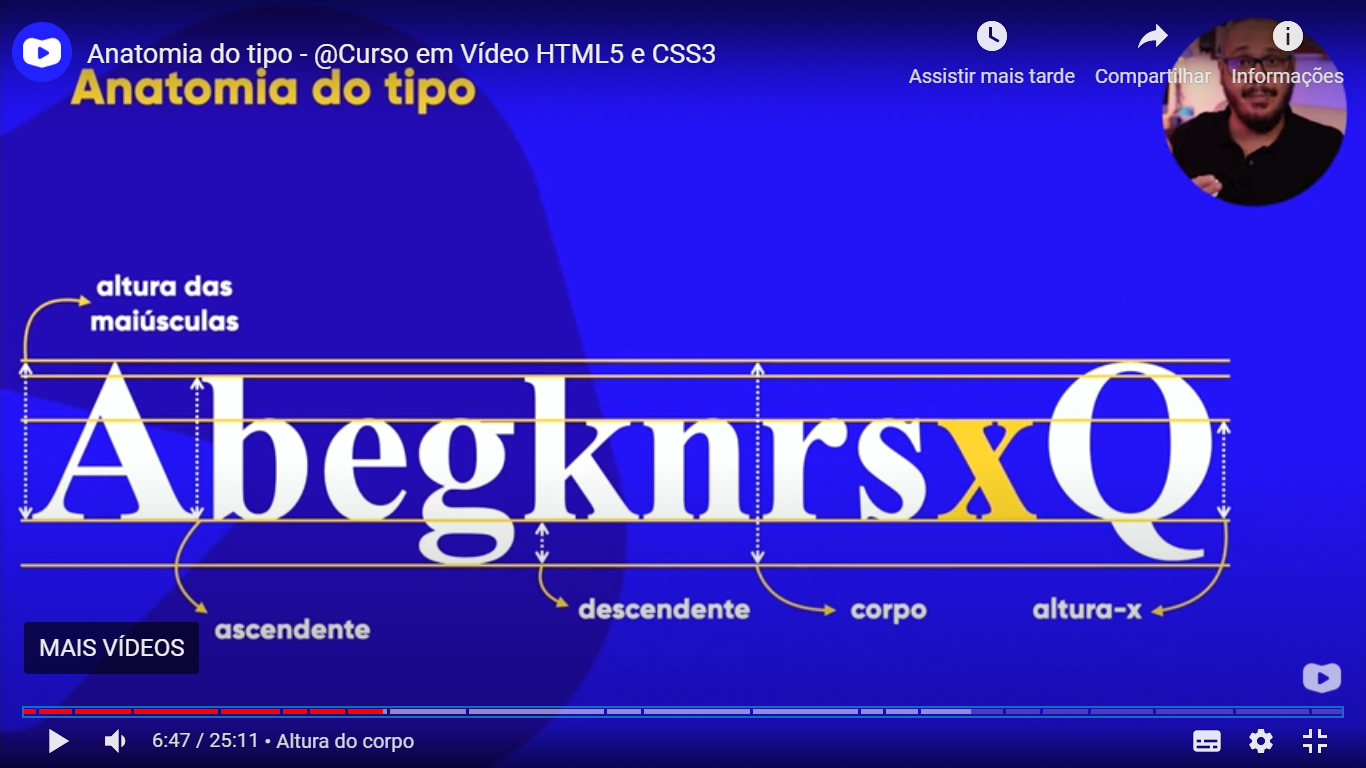 Anatomia do tipo - @Curso em Vídeo HTML5 e CSS3
Assistir mais tarde
Compartilhar
Informações
Anatomia do tipo
altura das
maiúsculas
AbegknrsxQ
descendente
corpo
altura-x
ascendente
MAIS VÍDEOS
6:47 / 25:11 • Altura do corpo